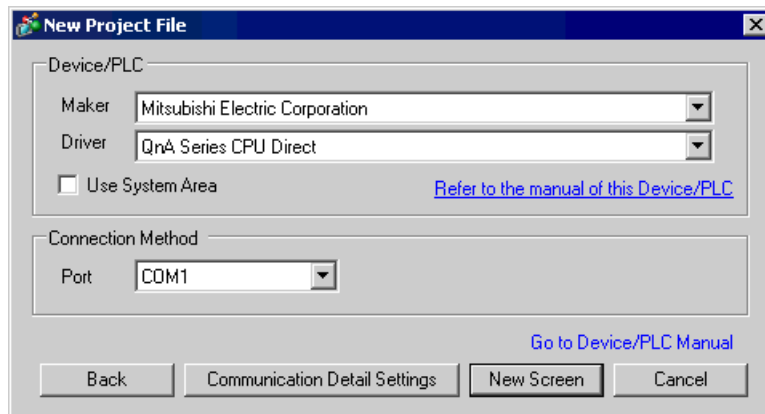 New Project File
Device/PLC
Maker Mitsubishi Electric Corporation
Driver QnA Series CPU Direct
Use System Area Refer to the manual of this Device/PLC
Connection Method
Port COM1
Go to Device/PLC Manual
Back Communication Detail Settings New Screen Cancel